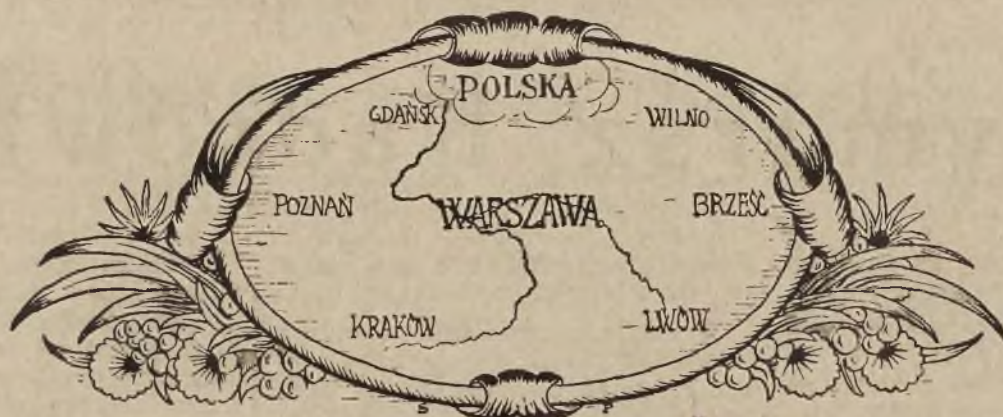 POLSKA
GDAŃSK WILNO
POZNAŃ WARSZAWA BRZEŚĆ
KRAKÓW LWÓW
S P